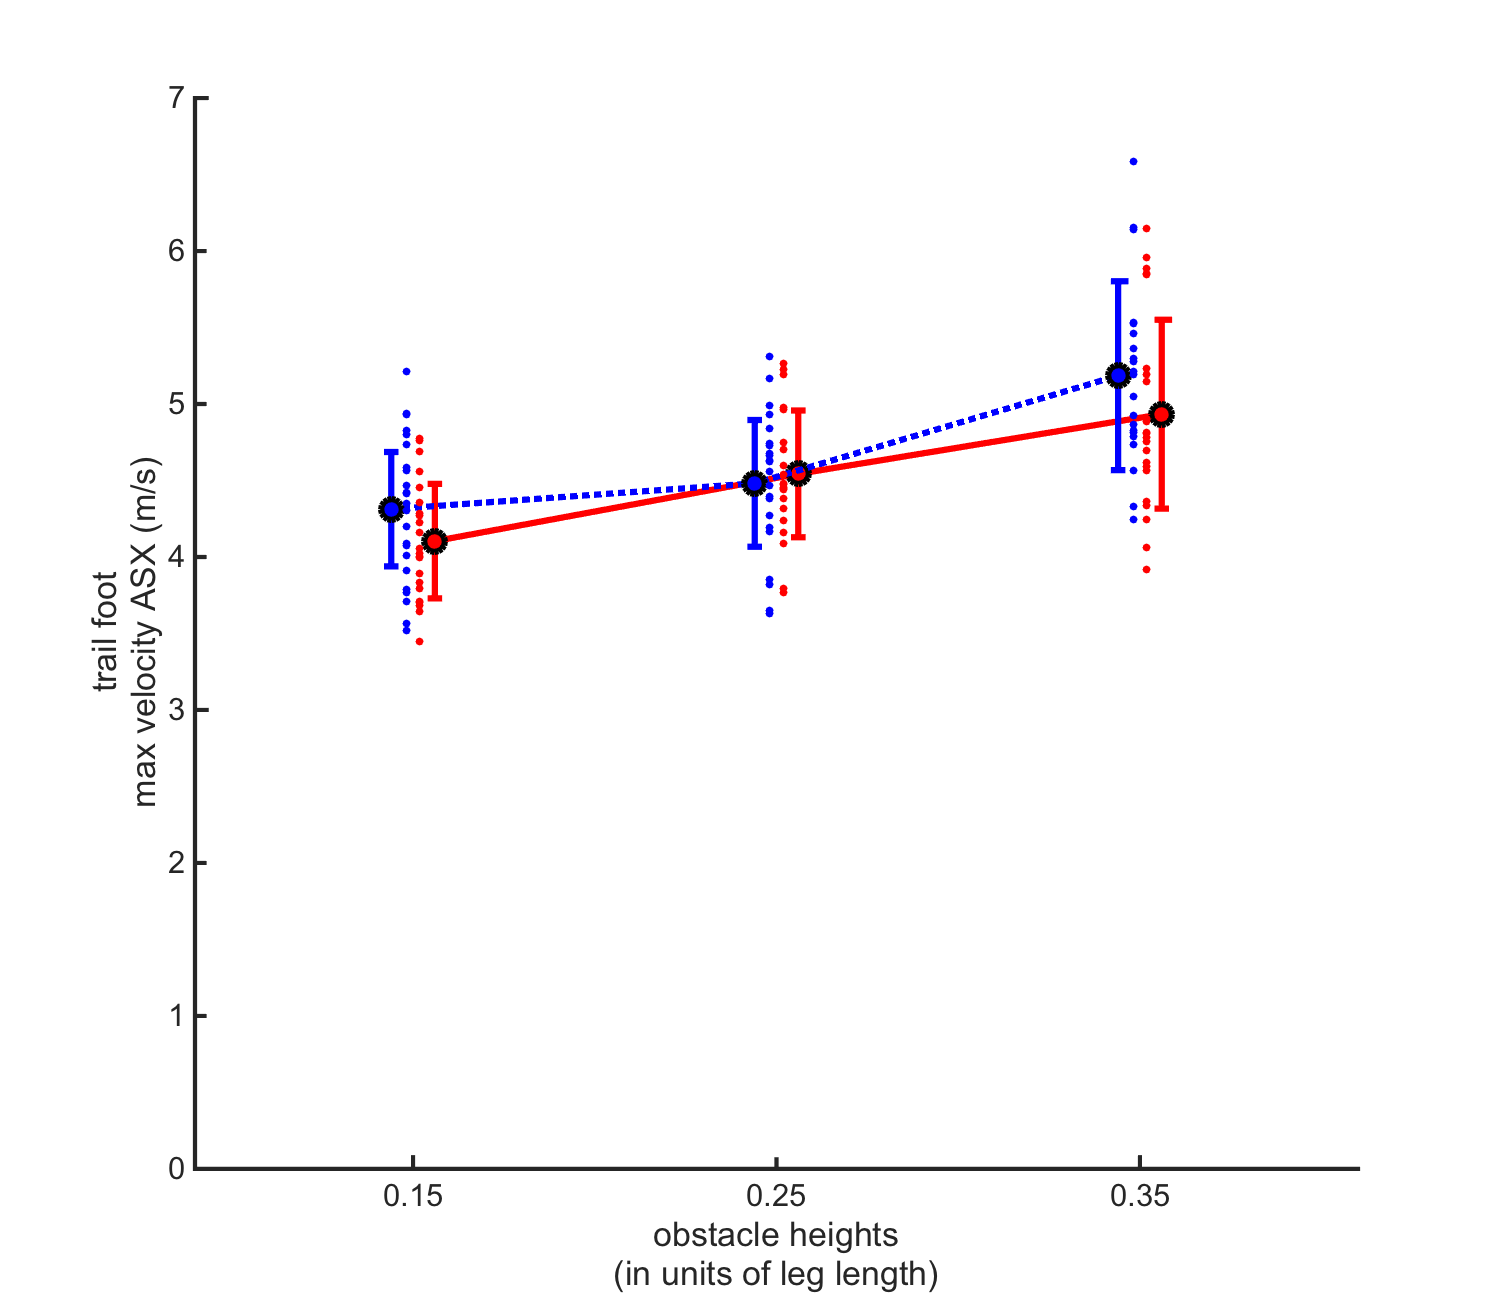 7
6
5
4
3
2
1
0
trail foot
max velocity ASX (m/s)
0.15 0.25 0.35
obstacle heights
(in units of leg length)